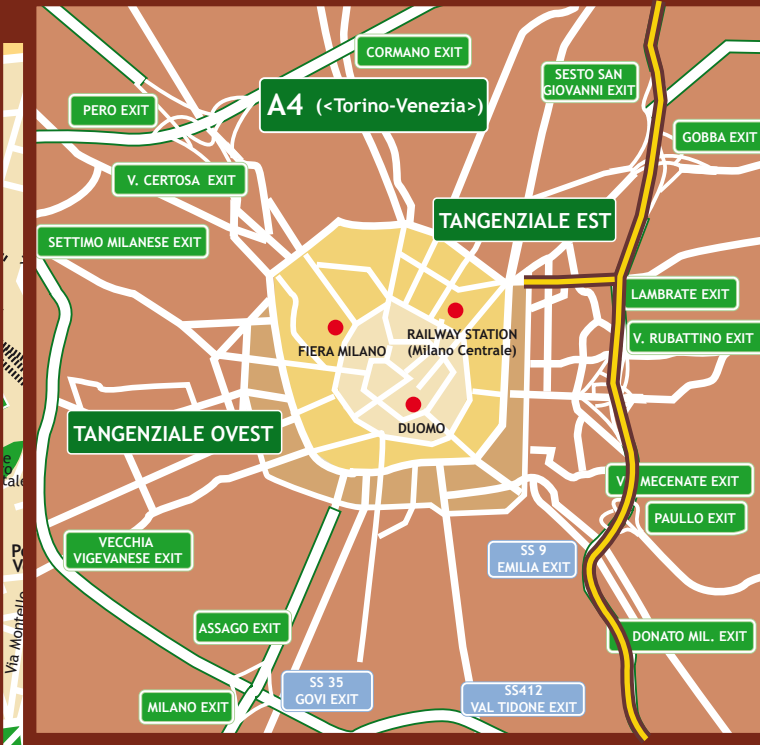 CORMANO EXIT
SESTO SAN
GIOVANNI EXIT
PERO EXIT
A4 (<Torino-Venezia>)
GOBBA EXIT
V. CERTOSA EXIT
TANGENZIALE EST
SETTIMO MILANESE EXIT
LAMBRATE EXIT
RAILWAY STATION
(Milano Centrale)
V. RUBATTINO EXIT
FIERA MILANO
DUOMO
TANGENZIALE OVEST
V. MECENATE EXIT
PAULLO EXIT
VECCHIA
VIGEVANESE EXIT
SS 9
EMILIA EXIT
ASSAGO EXIT
DONATO MIL. EXIT
SS 35
GOVI EXIT
SS412
VAL TIDONE EXIT
MILANO EXIT
Via Montello